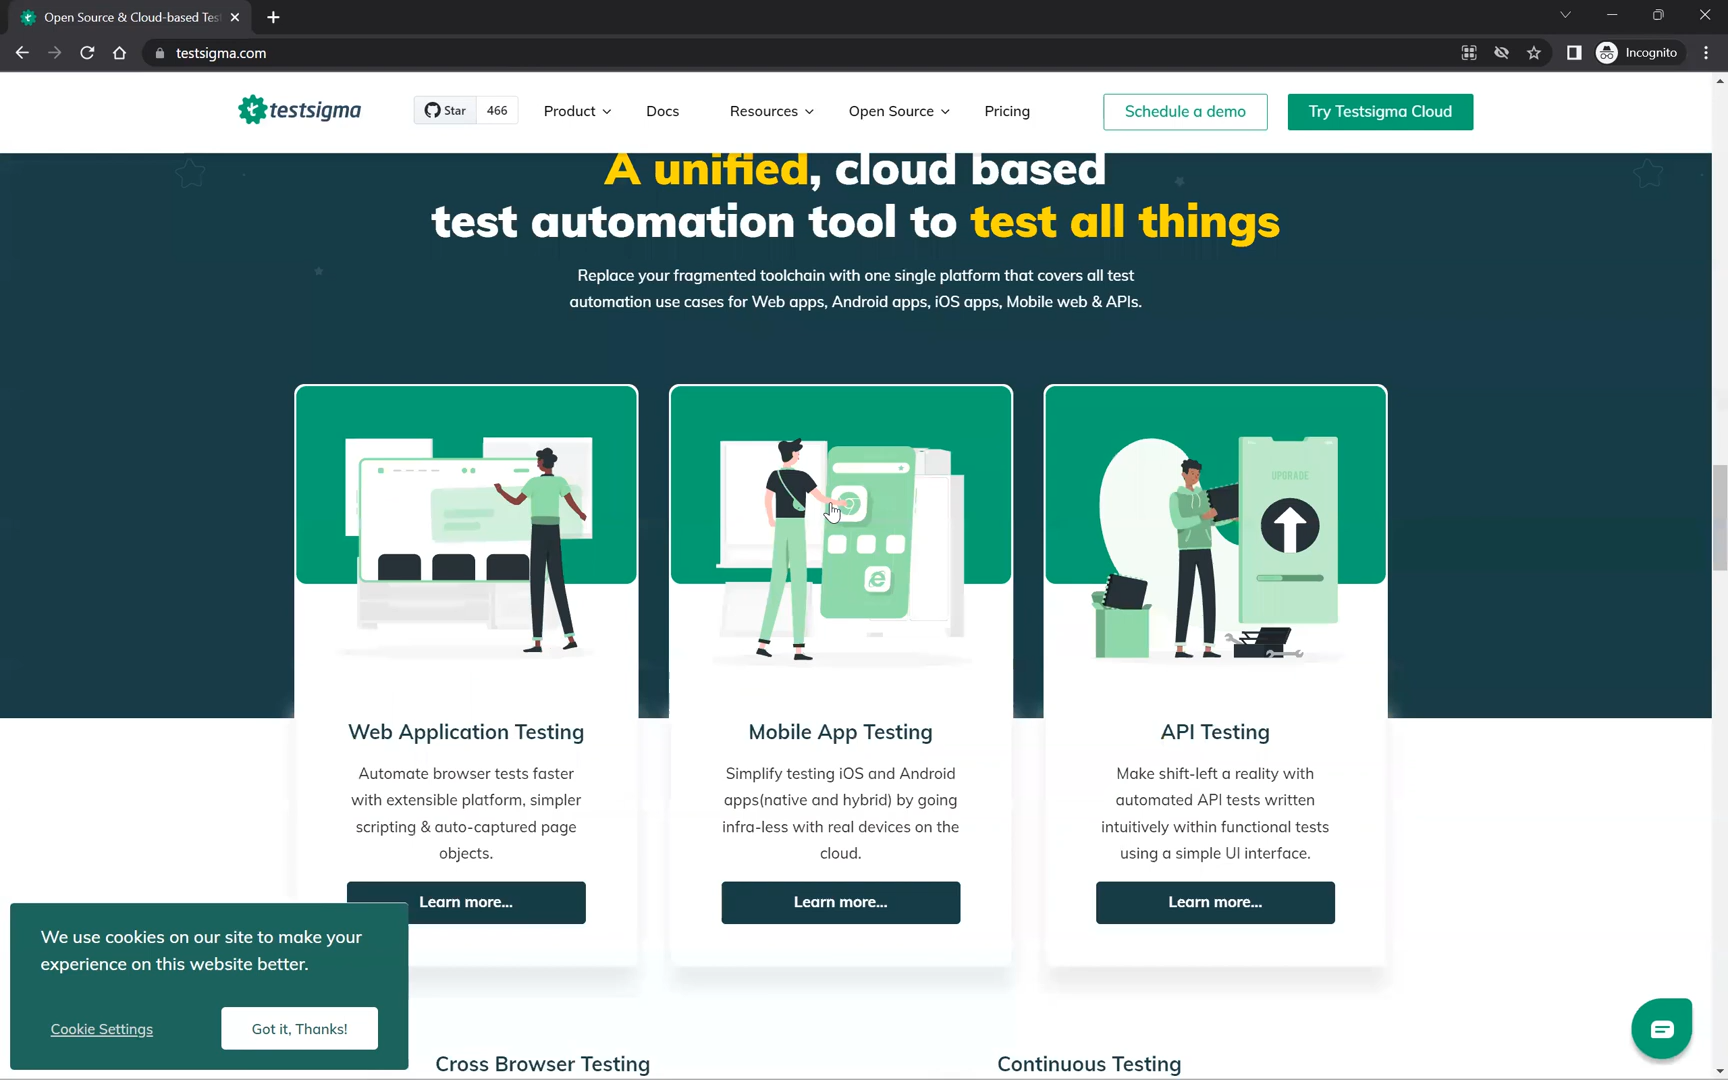 Open Source & Cloud-based Tes
testsigma.com
Incognito
testsigma
Star 466
Product
Docs
Resources
Open Source
Pricing
Schedule a demo
Try Testsigma Cloud
A unified, cloud based
test automation tool to test all things
Replace your fragmented toolchain with one single platform that covers all test
automation use cases for Web apps, Android apps, iOS apps, Mobile web & APIs.
UPGRADE
Web Application Testing
Automate browser tests faster
with extensible platform, simpler
scripting & auto-captured page
objects.
Learn more...
Mobile App Testing
Simplify testing iOS and Android
apps(native and hybrid) by going
infra-less with real devices on the
cloud.
Learn more...
API Testing
Make shift-left a reality with
automated API tests written
intuitively within functional tests
using a simple UI interface.
Learn more...
We use cookies on our site to make your
experience on this website better.
Cookie Settings
Got it, Thanks!
Cross Browser Testing
Continuous Testing